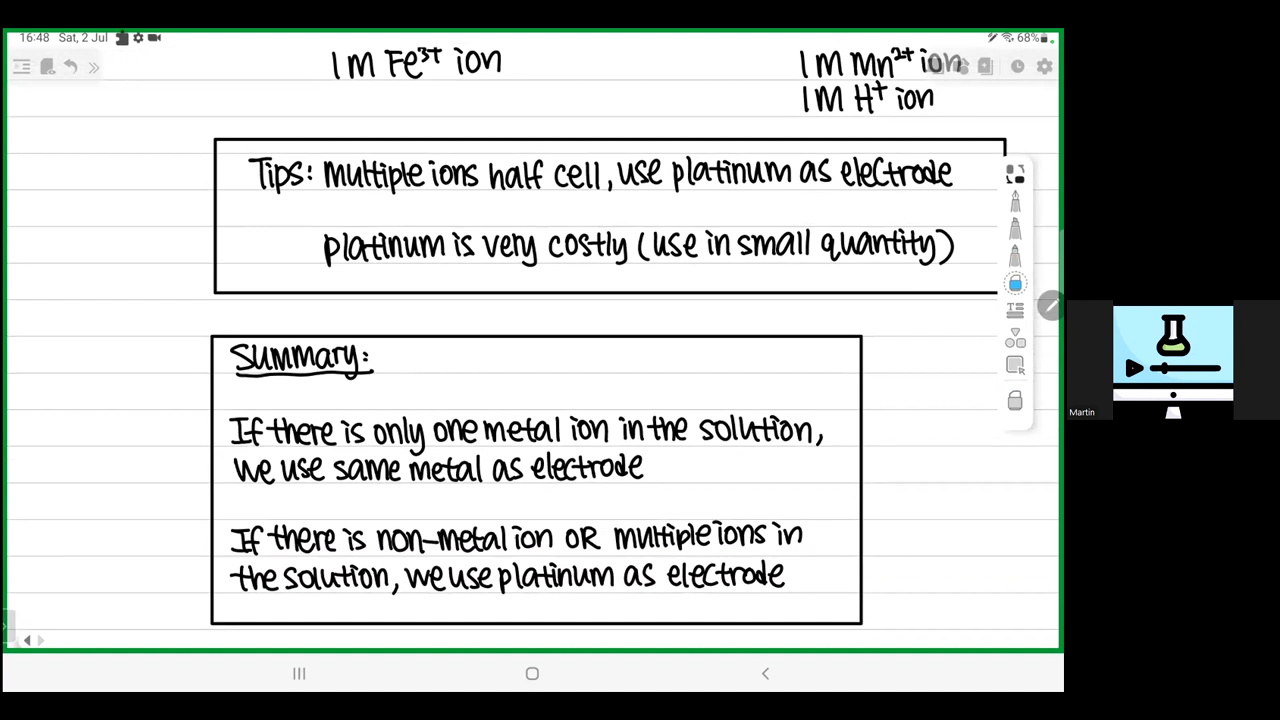 16:48 Sat, 2 Jul
68%
1 M Fe³⁺ ion
1 M Mn²⁺ ion
1 M H⁺ ion
Tips: multiple ions half cell, use platinum as electrode
platinum is very costly (use in small quantity)
Summary:
If there is only one metal ion in the solution,
we use same metal as electrode
If there is non-metal ion OR multiple ions in
the solution, we use platinum as electrode
Martin